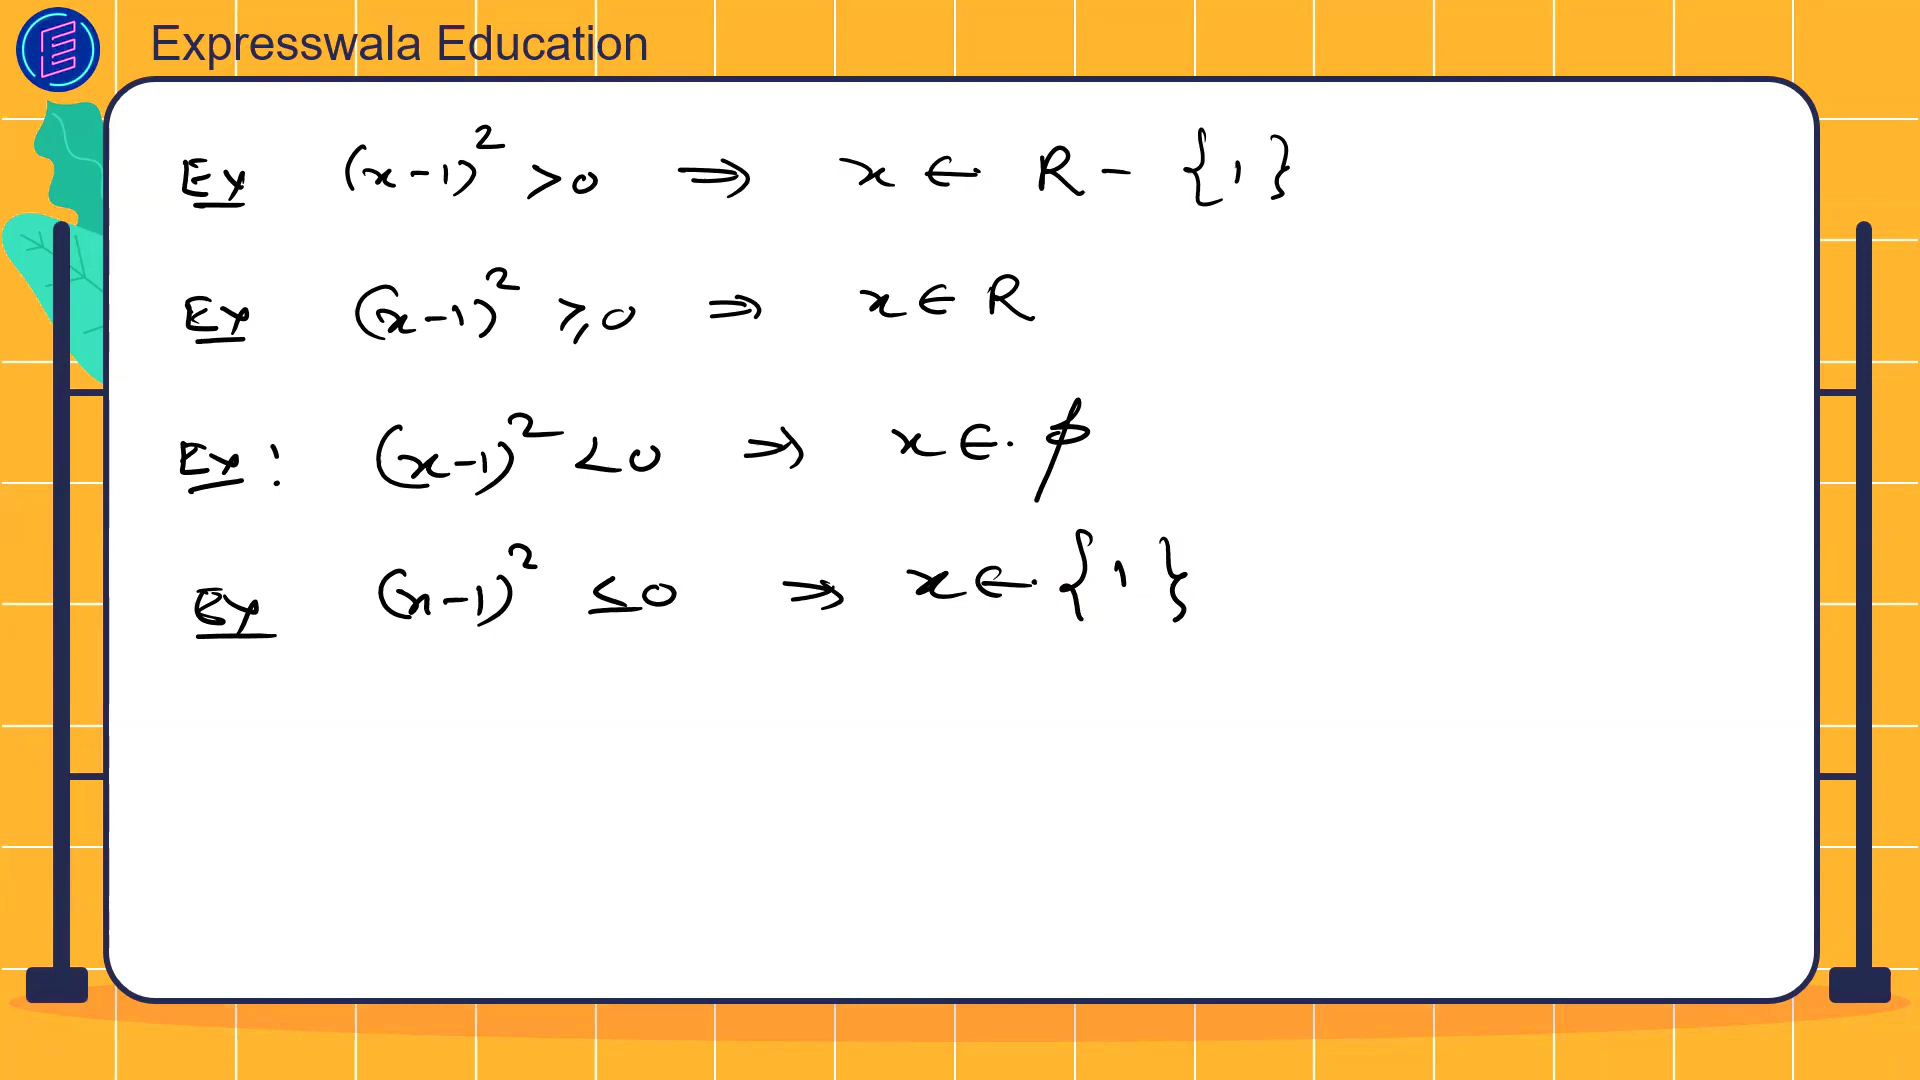 Expresswala Education
Ex (x-1)² >0 ⇒ x ∈ R - {1}
Ex (x-1)² ≥0 ⇒ x ∈ R
Ex: (x-1)² <0 ⇒ x ∈ ϕ
Ex (x-1)² ≤0 ⇒ x ∈ {1}